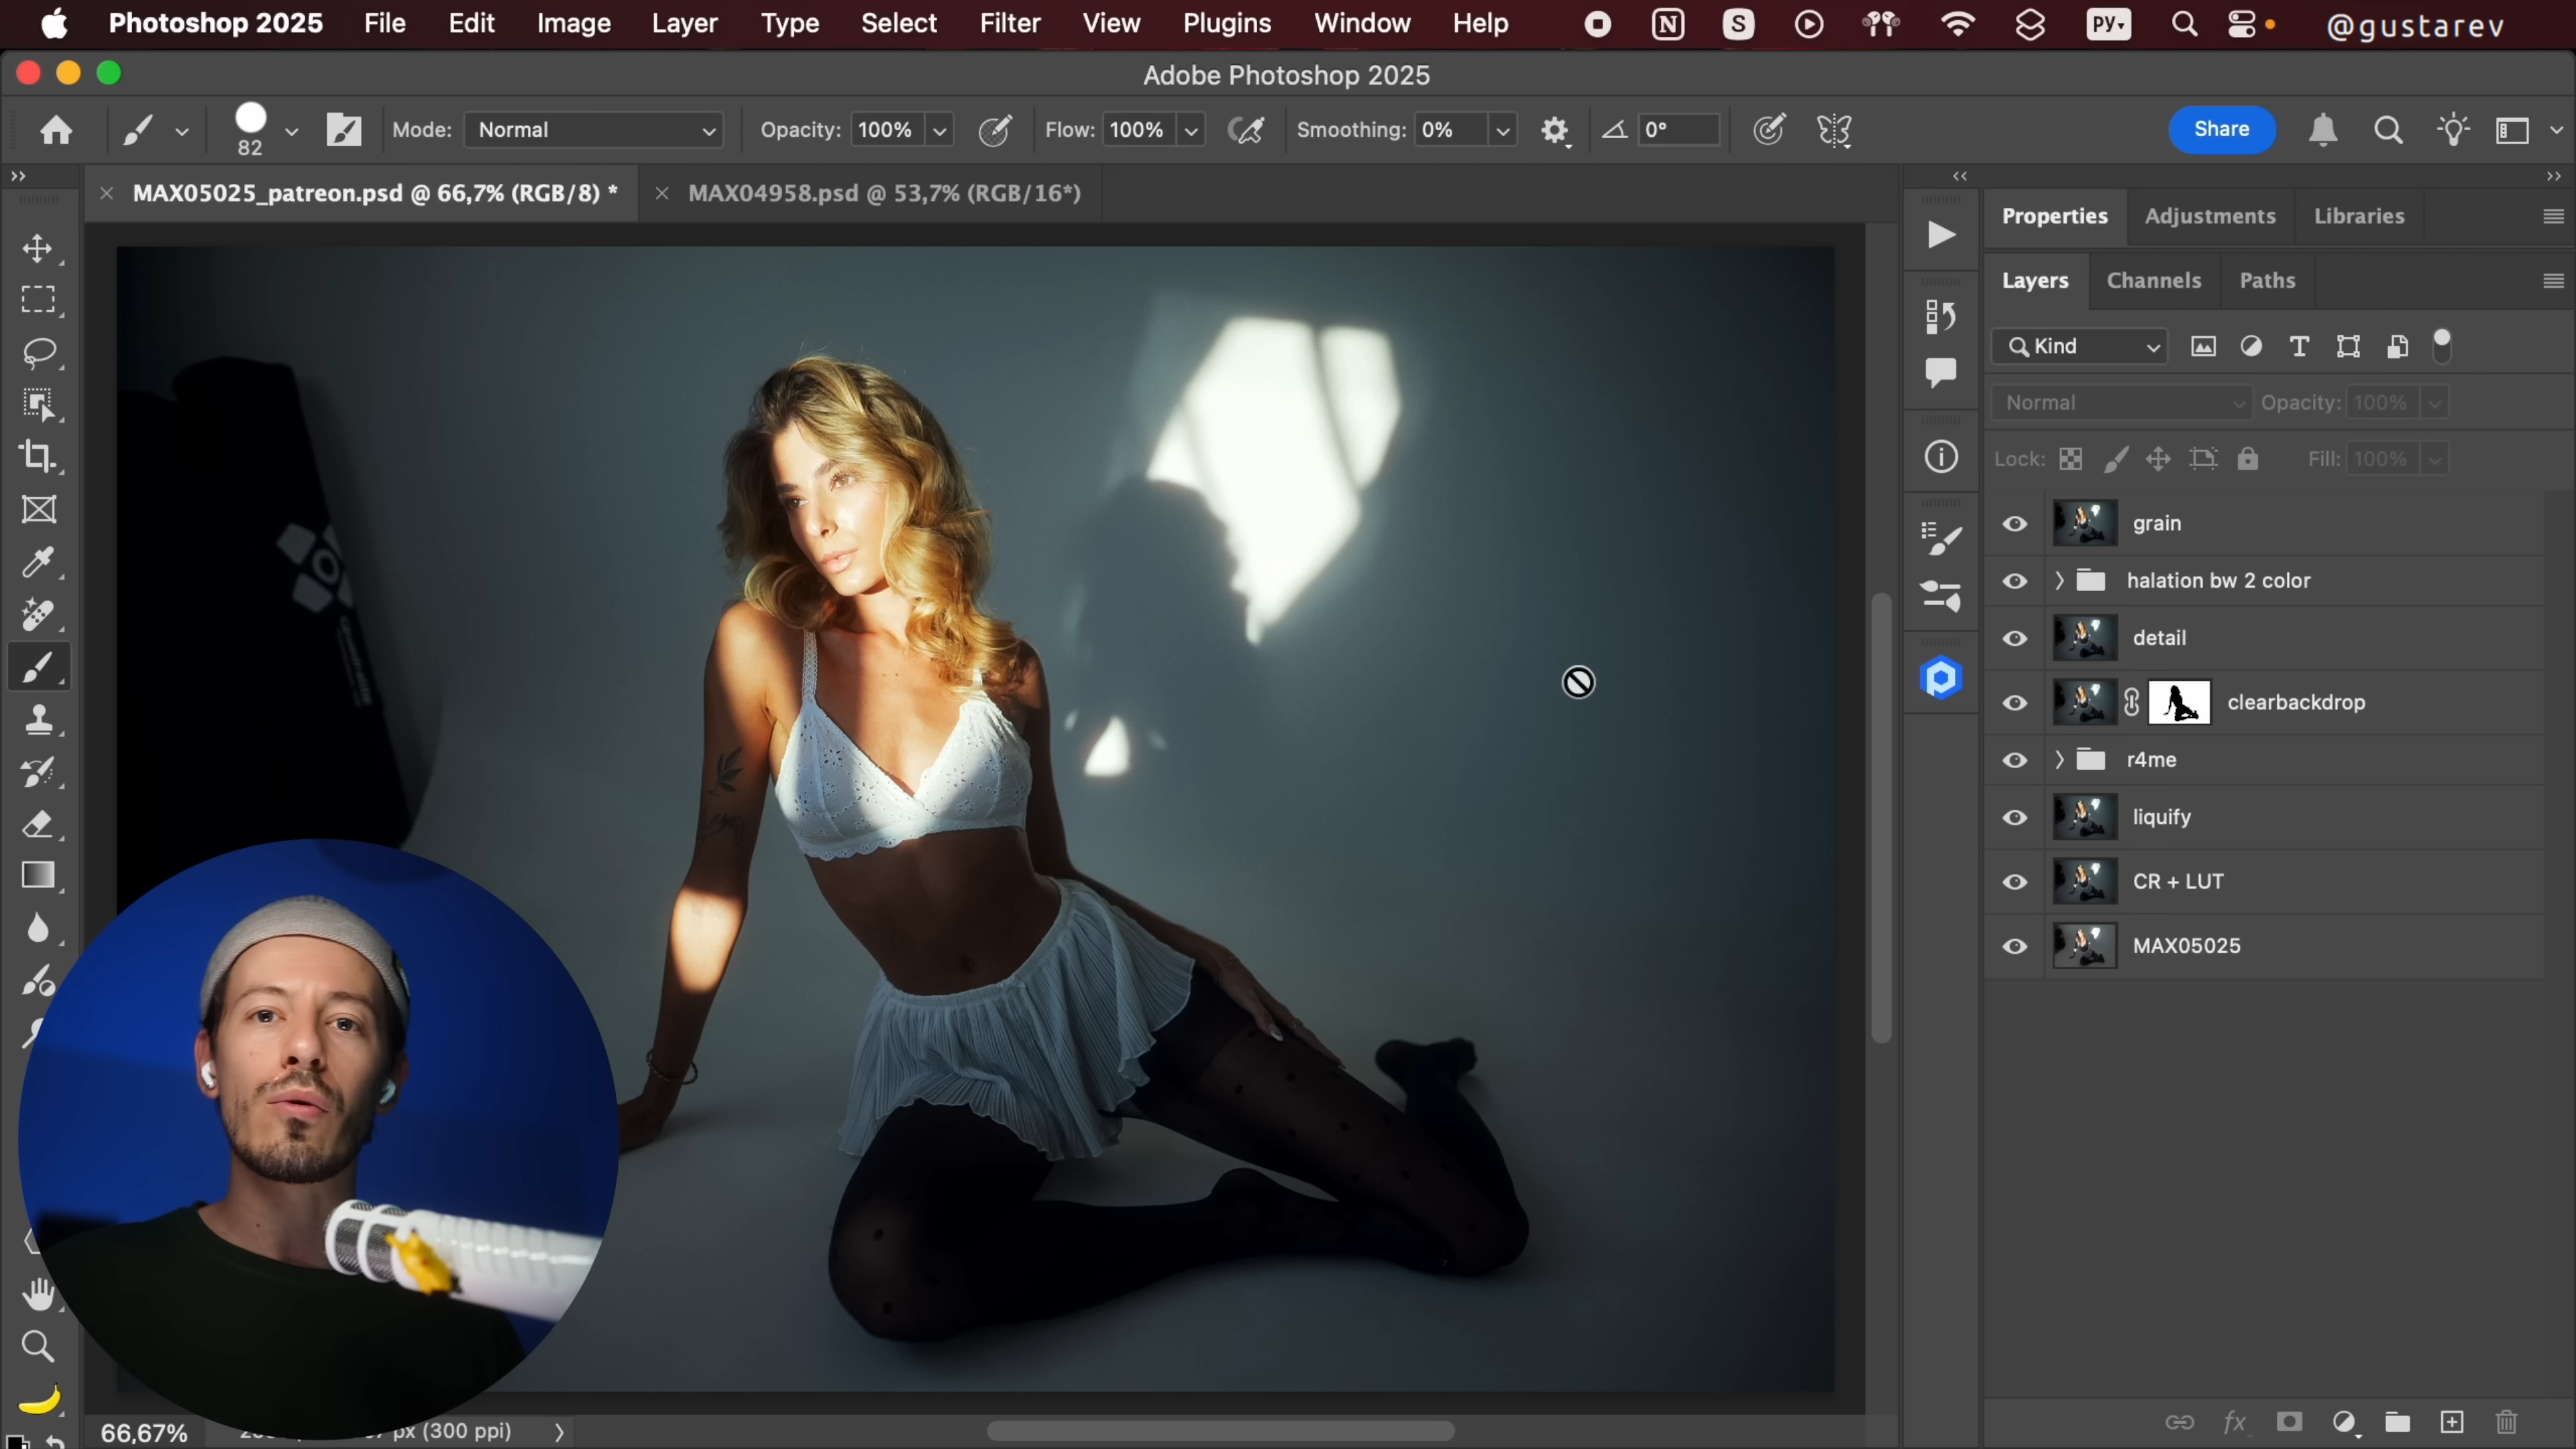 Photoshop 2025 File Edit Image Layer Type Select Filter View Plugins Window Help N S РУ @gustarev
Adobe Photoshop 2025
82 Mode: Normal Opacity: 100% Flow: 100% Smoothing: 0% 0° Share
MAX05025_patreon.psd @ 66,7% (RGB/8) * MAX04958.psd @ 53,7% (RGB/16*)
Properties Adjustments Libraries
Layers Channels Paths
Kind
Normal Opacity: 100%
Lock: Fill: 100%
grain
halation bw 2 color
detail
clearbackdrop
r4me
liquify
CR + LUT
MAX05025
66,67% px (300 ppi)
fx